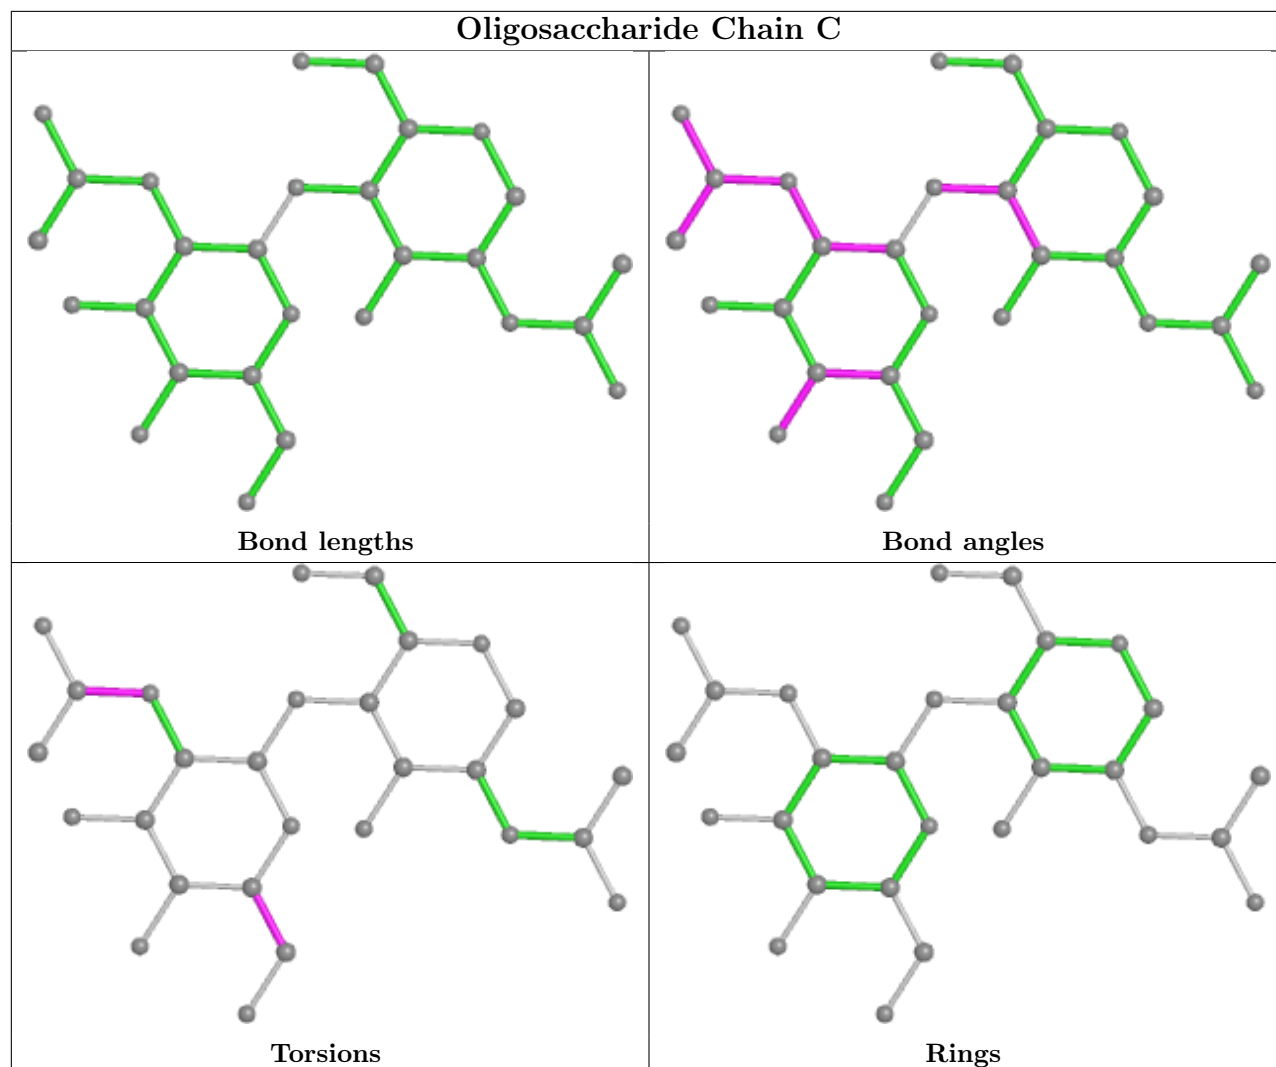 Oligosaccharide Chain C
Bond lengths
Bond angles
Torsions
Rings